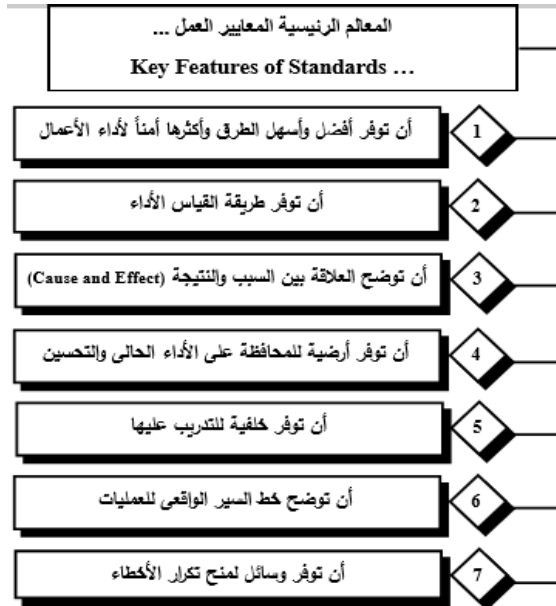 المعالم الرئيسية المعايير العمل ...
Key Features of Standards …
1 أن توفر أفضل وأسهل الطرق وأكثرها أمناً لأداء الأعمال
2 أن توفر طريقة القياس الأداء
3 أن توضح العلاقة بين السبب والنتيجة (Cause and Effect)
4 أن توفر أرضية للمحافظة على الأداء الحالى والتحسين
5 أن توفر خلفية للتدريب عليها
6 أن توضح خط السير الواقعى للعمليات
7 أن توفر وسائل لمنح تكرار الأخطاء